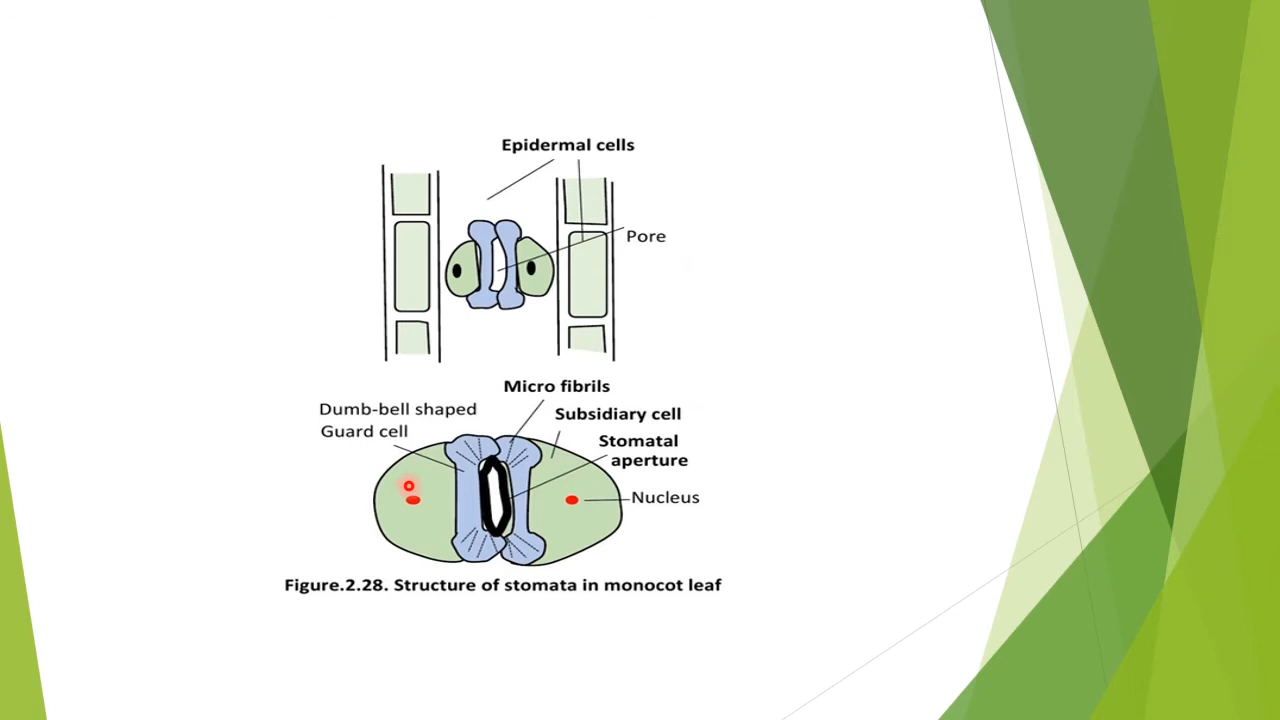 Epidermal cells
Pore
Micro fibrils
Dumb-bell shaped
Guard cell
Subsidiary cell
Stomatal
aperture
Nucleus
Figure.2.28. Structure of stomata in monocot leaf